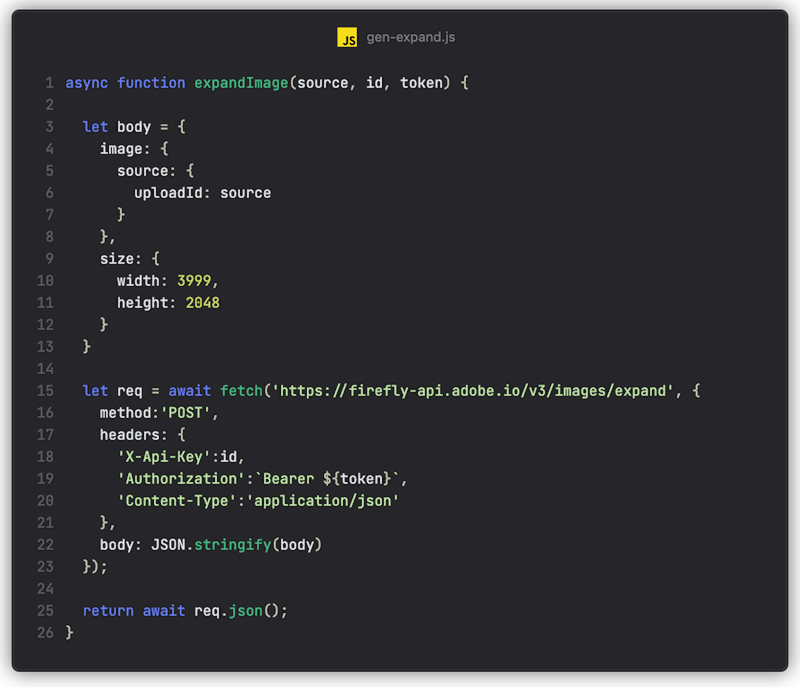 JS gen-expand.js
1 async function expandImage(source, id, token) {
2
3   let body = {
4     image: {
5       source: {
6         uploadId: source
7       }
8     },
9     size: {
10       width: 3999,
11       height: 2048
12     }
13   }
14
15   let req = await fetch('https://firefly-api.adobe.io/v3/images/expand', {
16     method:'POST',
17     headers: {
18       'X-Api-Key':id,
19       'Authorization':`Bearer ${token}`,
20       'Content-Type':'application/json'
21     },
22     body: JSON.stringify(body)
23   });
24
25   return await req.json();
26 }